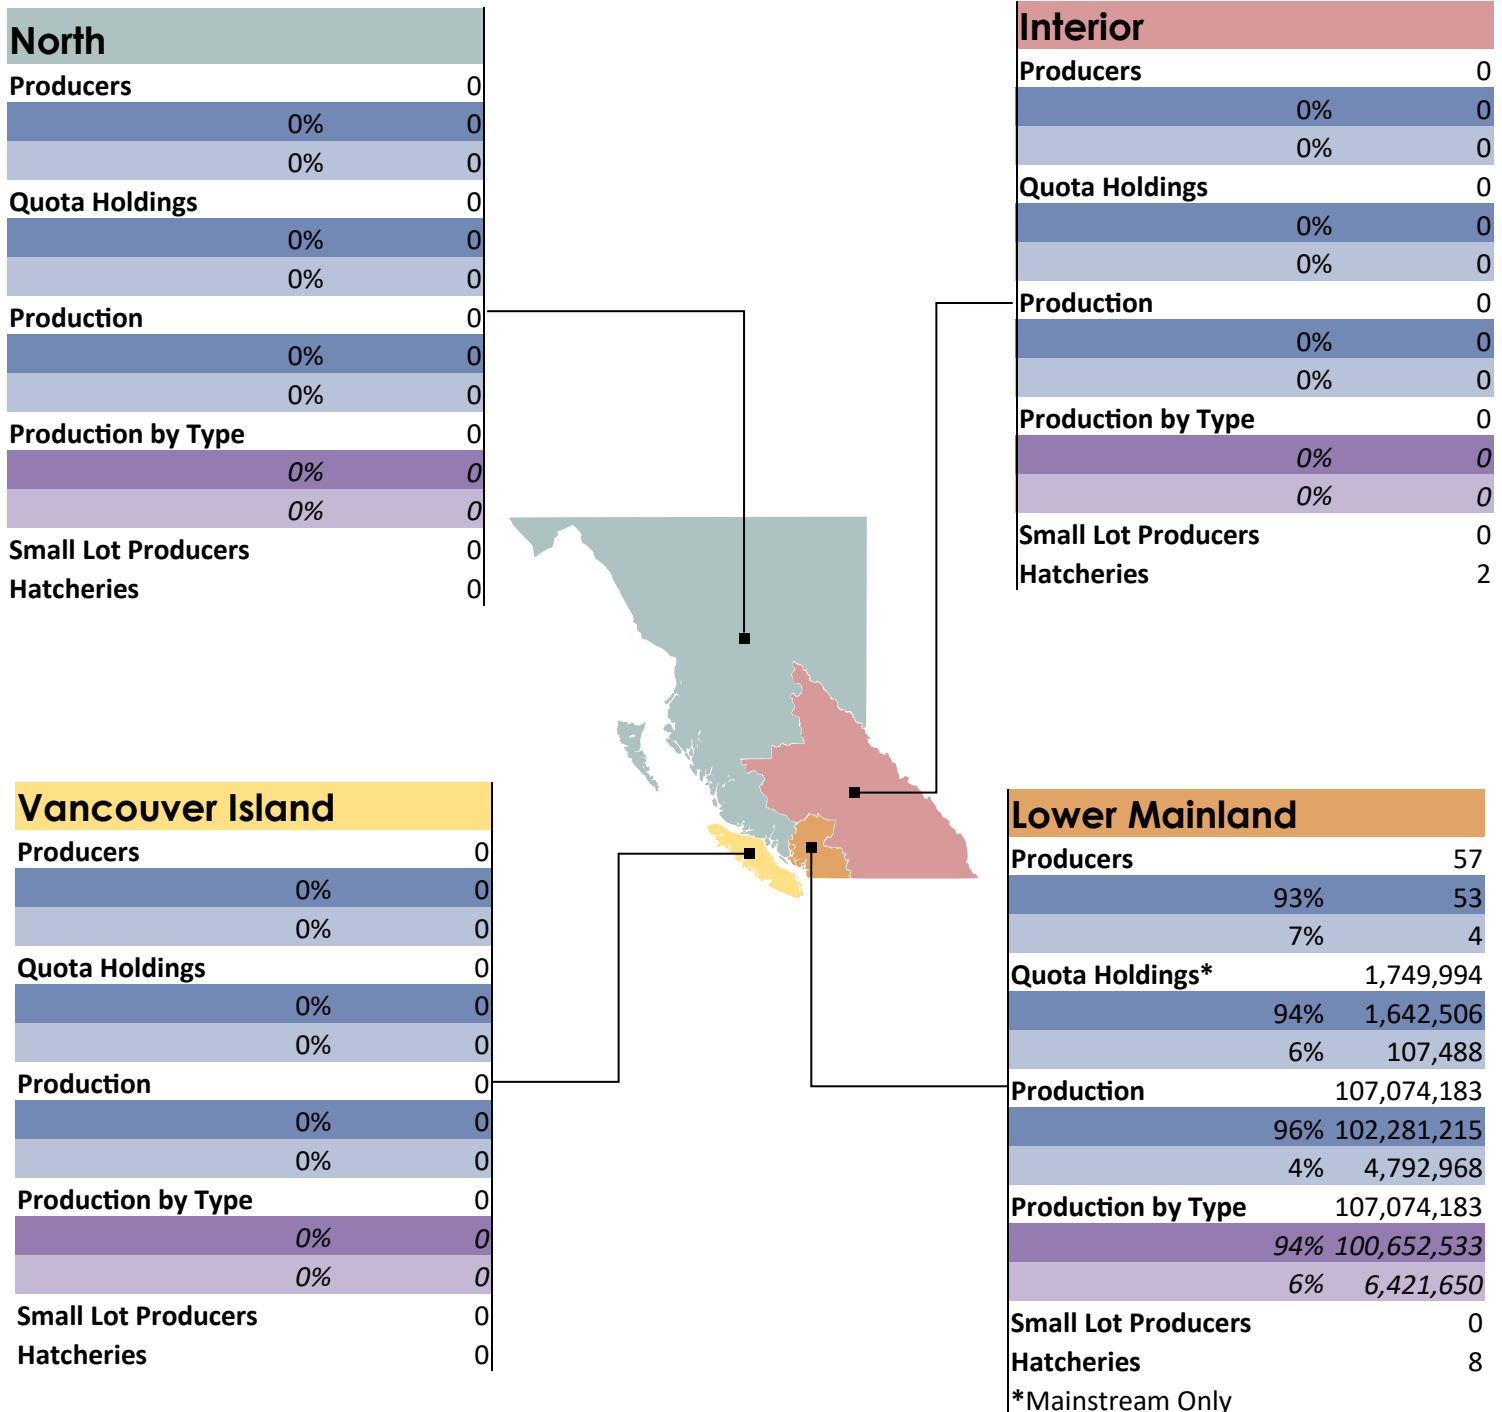 North
Producers 0
0% 0
0% 0
Quota Holdings 0
0% 0
0% 0
Production 0
0% 0
0% 0
Production by Type 0
0% 0
0% 0
Small Lot Producers 0
Hatcheries 0
Interior
Producers 0
0% 0
0% 0
Quota Holdings 0
0% 0
0% 0
Production 0
0% 0
0% 0
Production by Type 0
0% 0
0% 0
Small Lot Producers 0
Hatcheries 2
Vancouver Island
Producers 0
0% 0
0% 0
Quota Holdings 0
0% 0
0% 0
Production 0
0% 0
0% 0
Production by Type 0
0% 0
0% 0
Small Lot Producers 0
Hatcheries 0
Lower Mainland
Producers 57
93% 53
7% 4
Quota Holdings* 1,749,994
94% 1,642,506
6% 107,488
Production 107,074,183
96% 102,281,215
4% 4,792,968
Production by Type 107,074,183
94% 100,652,533
6% 6,421,650
Small Lot Producers 0
Hatcheries 8
*Mainstream Only